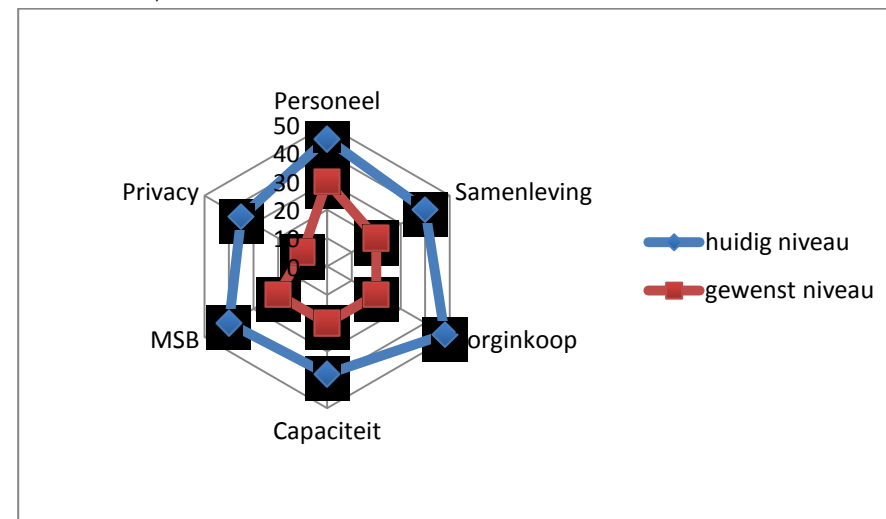 Personeel
50
40
30
20
10
0
Privacy
Samenleving
huidig niveau
gewenst niveau
MSB
orginkoop
Capaciteit